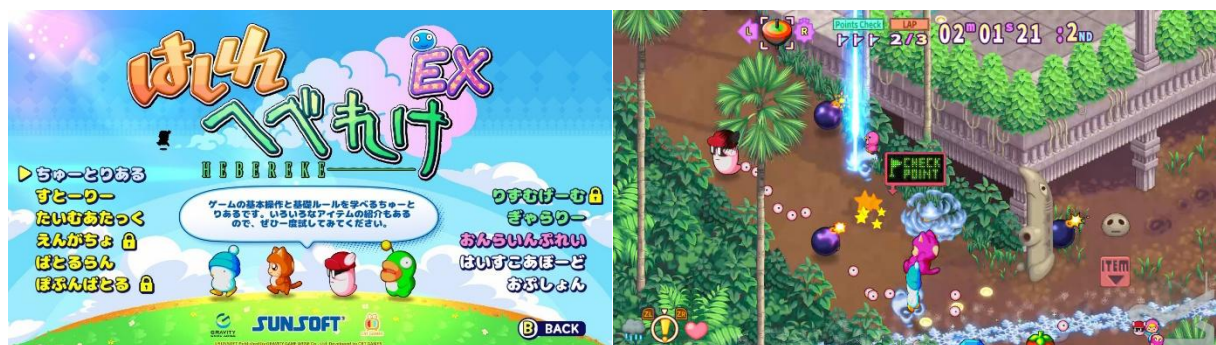 はしれ
へべれけ
EX
HEBEREKE
ちゅーとりある
すとーりー
たいむあたっく
えんがちょ
ばとるらん
ぽぷんばとる
ゲームの基本操作と基礎ルールを学べるちゅーと
りあるです。いろいろなアイテムの紹介もある
ので、ぜひ一度試してみてください。
りずむげーむ
ぎゃらりー
おんらいんぷれい
はいすこあぼーど
おぷしょん
GRAVITY
SUNSOFT
B BACK
L
R
Points Check
LAP
2/3
02m01s21 :2ND
CHECK
POINT
ITEM
ZL
ZR